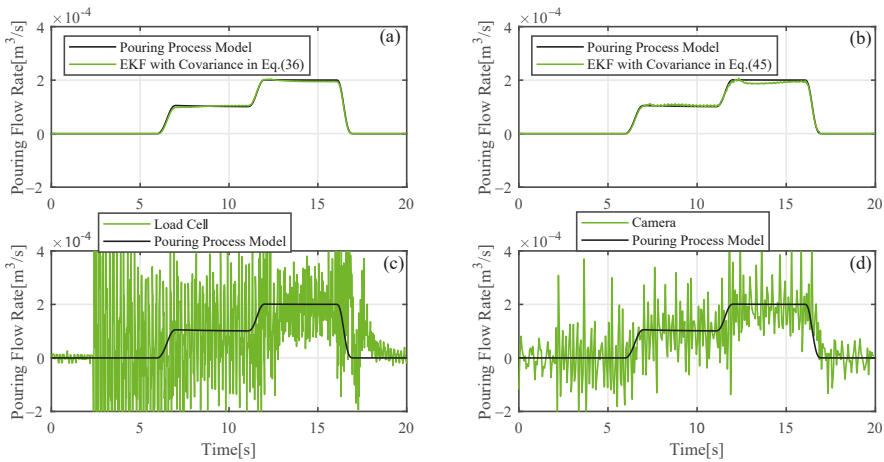 ×10⁻⁴
(a)
Pouring Process Model
EKF with Covariance in Eq.(36)
Pouring Flow Rate[m³/s]
4
2
0
−2
0 5 10 15 20
×10⁻⁴
(b)
Pouring Process Model
EKF with Covariance in Eq.(45)
Pouring Flow Rate[m³/s]
4
2
0
−2
0 5 10 15 20
×10⁻⁴
Load Cell
Pouring Process Model
(c)
Pouring Flow Rate[m³/s]
4
2
0
−2
0 5 10 15 20
Time[s]
×10⁻⁴
Camera
Pouring Process Model
(d)
Pouring Flow Rate[m³/s]
4
2
0
−2
0 5 10 15 20
Time[s]